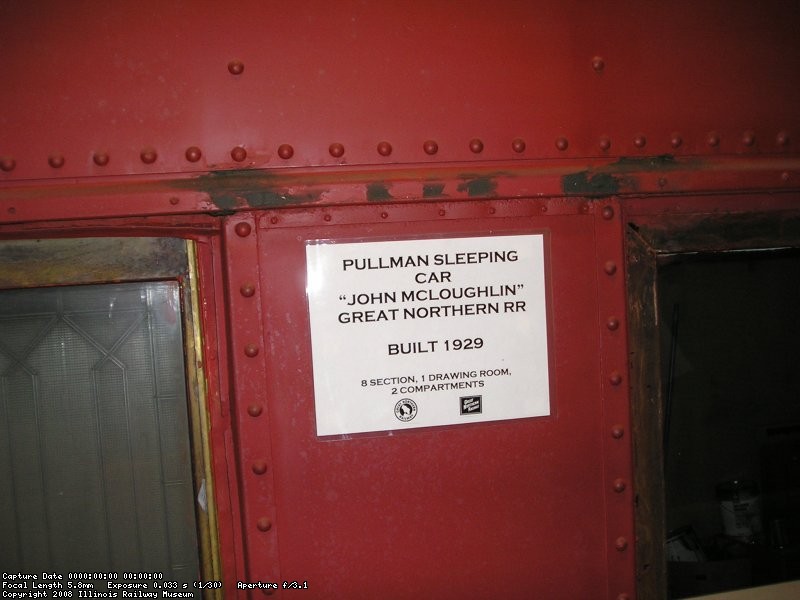 PULLMAN SLEEPING
CAR
“JOHN MCLOUGHLIN”
GREAT NORTHERN RR
BUILT 1929
8 SECTION, 1 DRAWING ROOM,
2 COMPARTMENTS
Capture Date 0000:00:00 00:00:00
Focal Length 5.8mm  Exposure 0.033 s (1/30)  Aperture f/3.1
Copyright 2008 Illinois Railway Museum